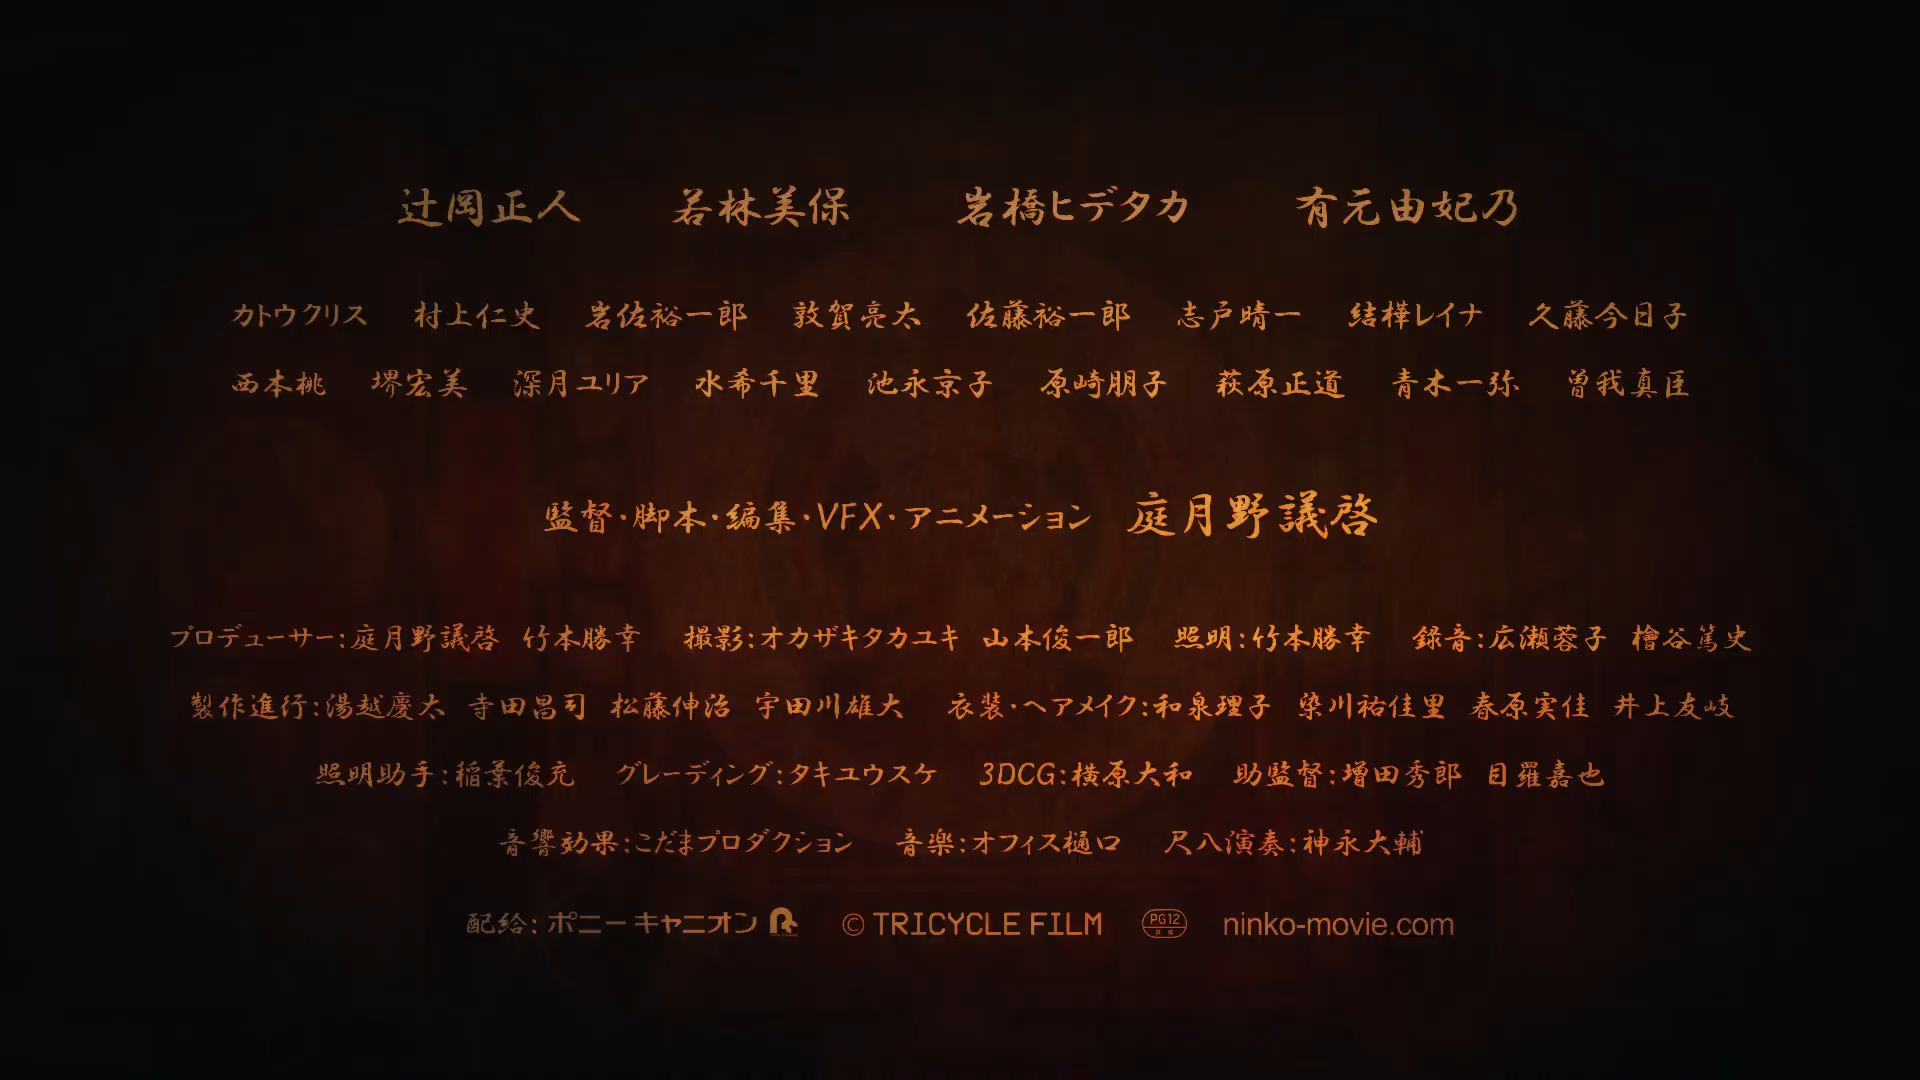 辻岡正人 若林美保 岩橋ヒデタカ 有元由妃乃
カトウクリス 村上仁史 岩佐裕一郎 敦賀亮太 佐藤裕一郎 志戸晴一 結樺レイナ 久藤今日子
西本桃 堺宏美 深月ユリア 水希千里 池永京子 原崎朋子 萩原正道 青木一弥 曽我真臣
監督・脚本・編集・VFX・アニメーション 庭月野議啓
プロデューサー:庭月野議啓 竹本勝幸 撮影:オカザキタカユキ 山本俊一郎 照明:竹本勝幸 録音:広瀬蓉子 檜谷篤史
製作進行:湯越慶太 寺田昌司 松藤伸治 宇田川雄大 衣装・ヘアメイク:和泉理子 染川祐佳里 春原実佳 井上友岐
照明助手:稲葉俊充 グレーディング:タキユウスケ 3DCG:横原大和 助監督:増田秀郎 目羅嘉也
音響効果:こだまプロダクション 音楽:オフィス樋口 尺八演奏:神永大輔
配給:ポニーキャニオン © TRICYCLE FILM PG12 ninko-movie.com